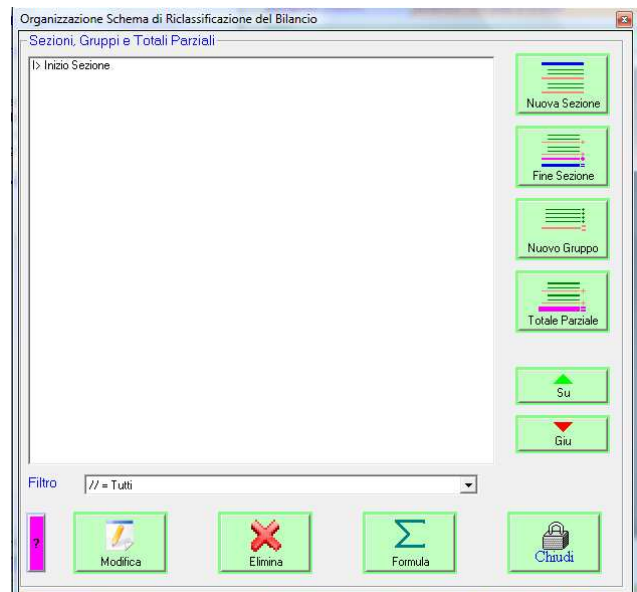 Organizzazione Schema di Riclassificazione del Bilancio
Sezioni, Gruppi e Totali Parziali
I> Inizio Sezione
Nuova Sezione
Fine Sezione
Nuovo Gruppo
Totale Parziale
Su
Giu
Filtro
// = Tutti
?
Modifica
Elimina
Formula
Chiudi